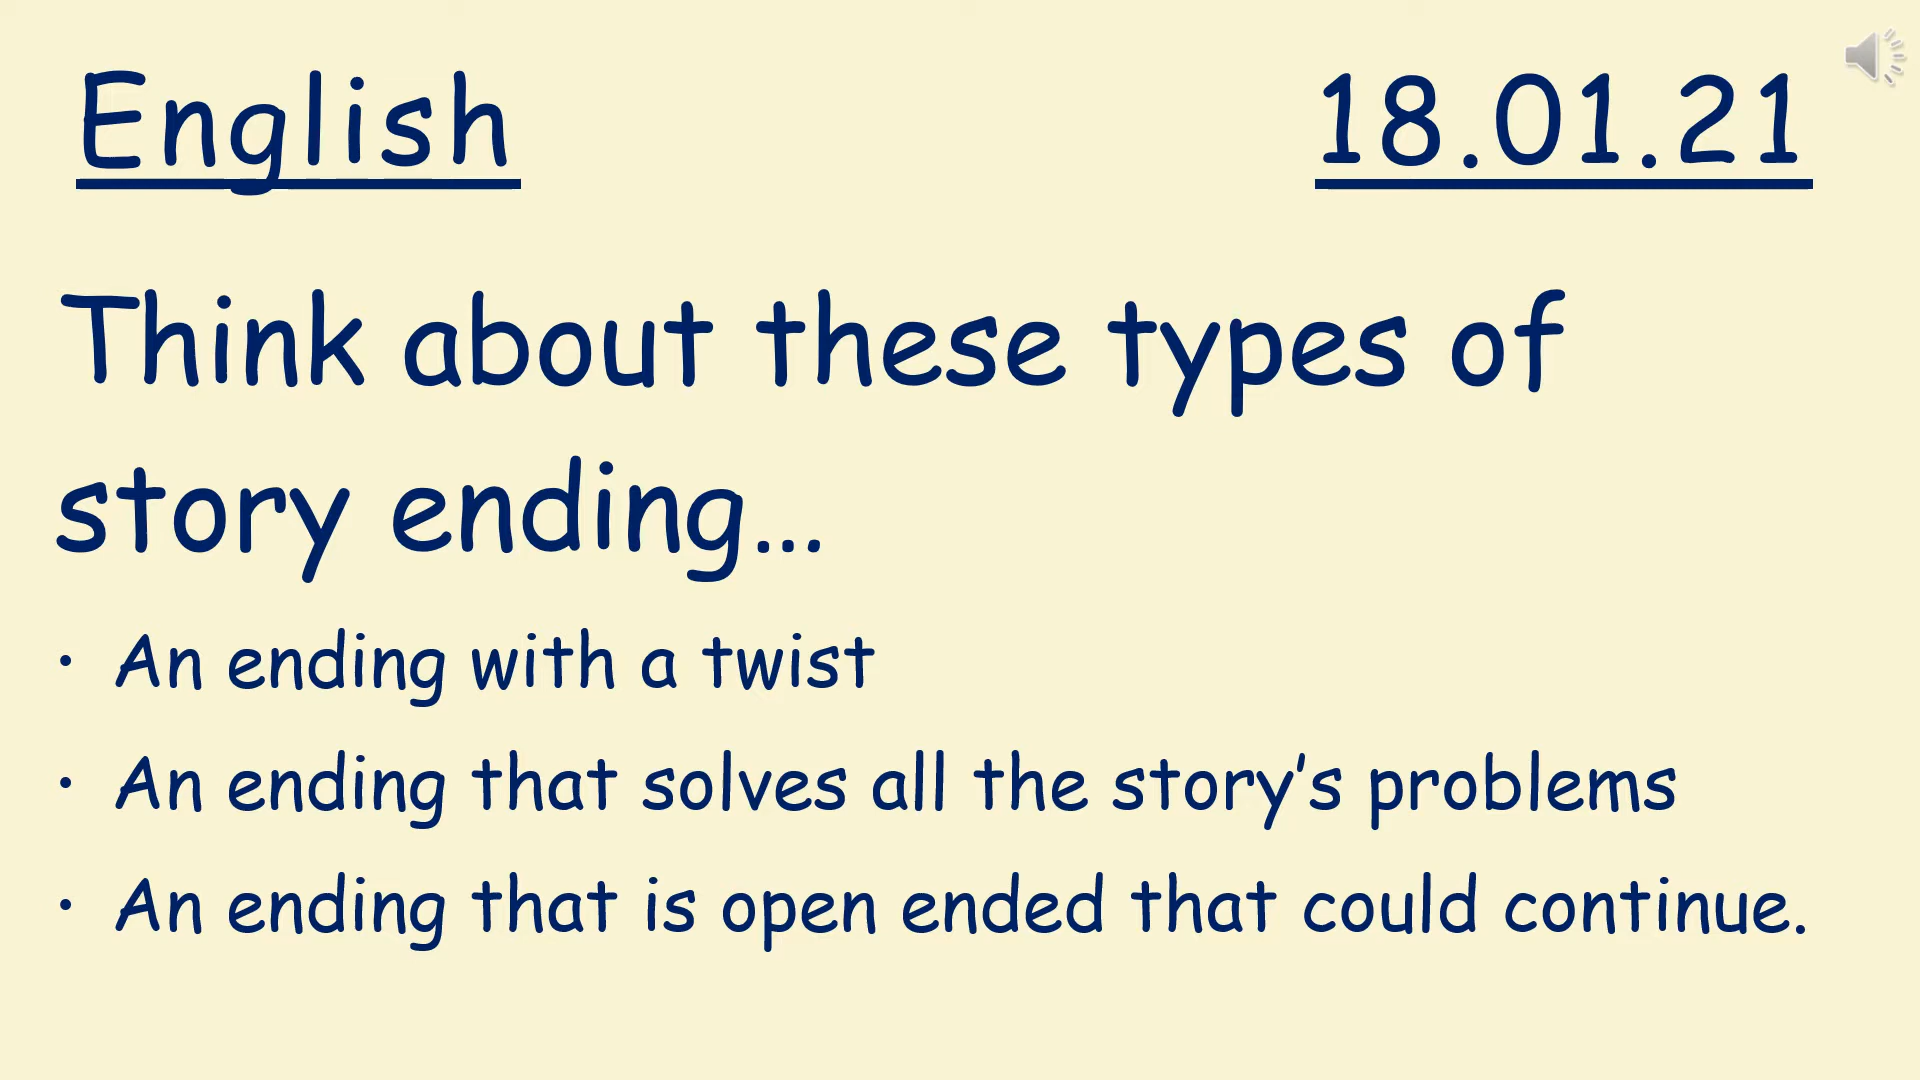 English 18.01.21
Think about these types of
story ending...
• An ending with a twist
• An ending that solves all the story’s problems
• An ending that is open ended that could continue.